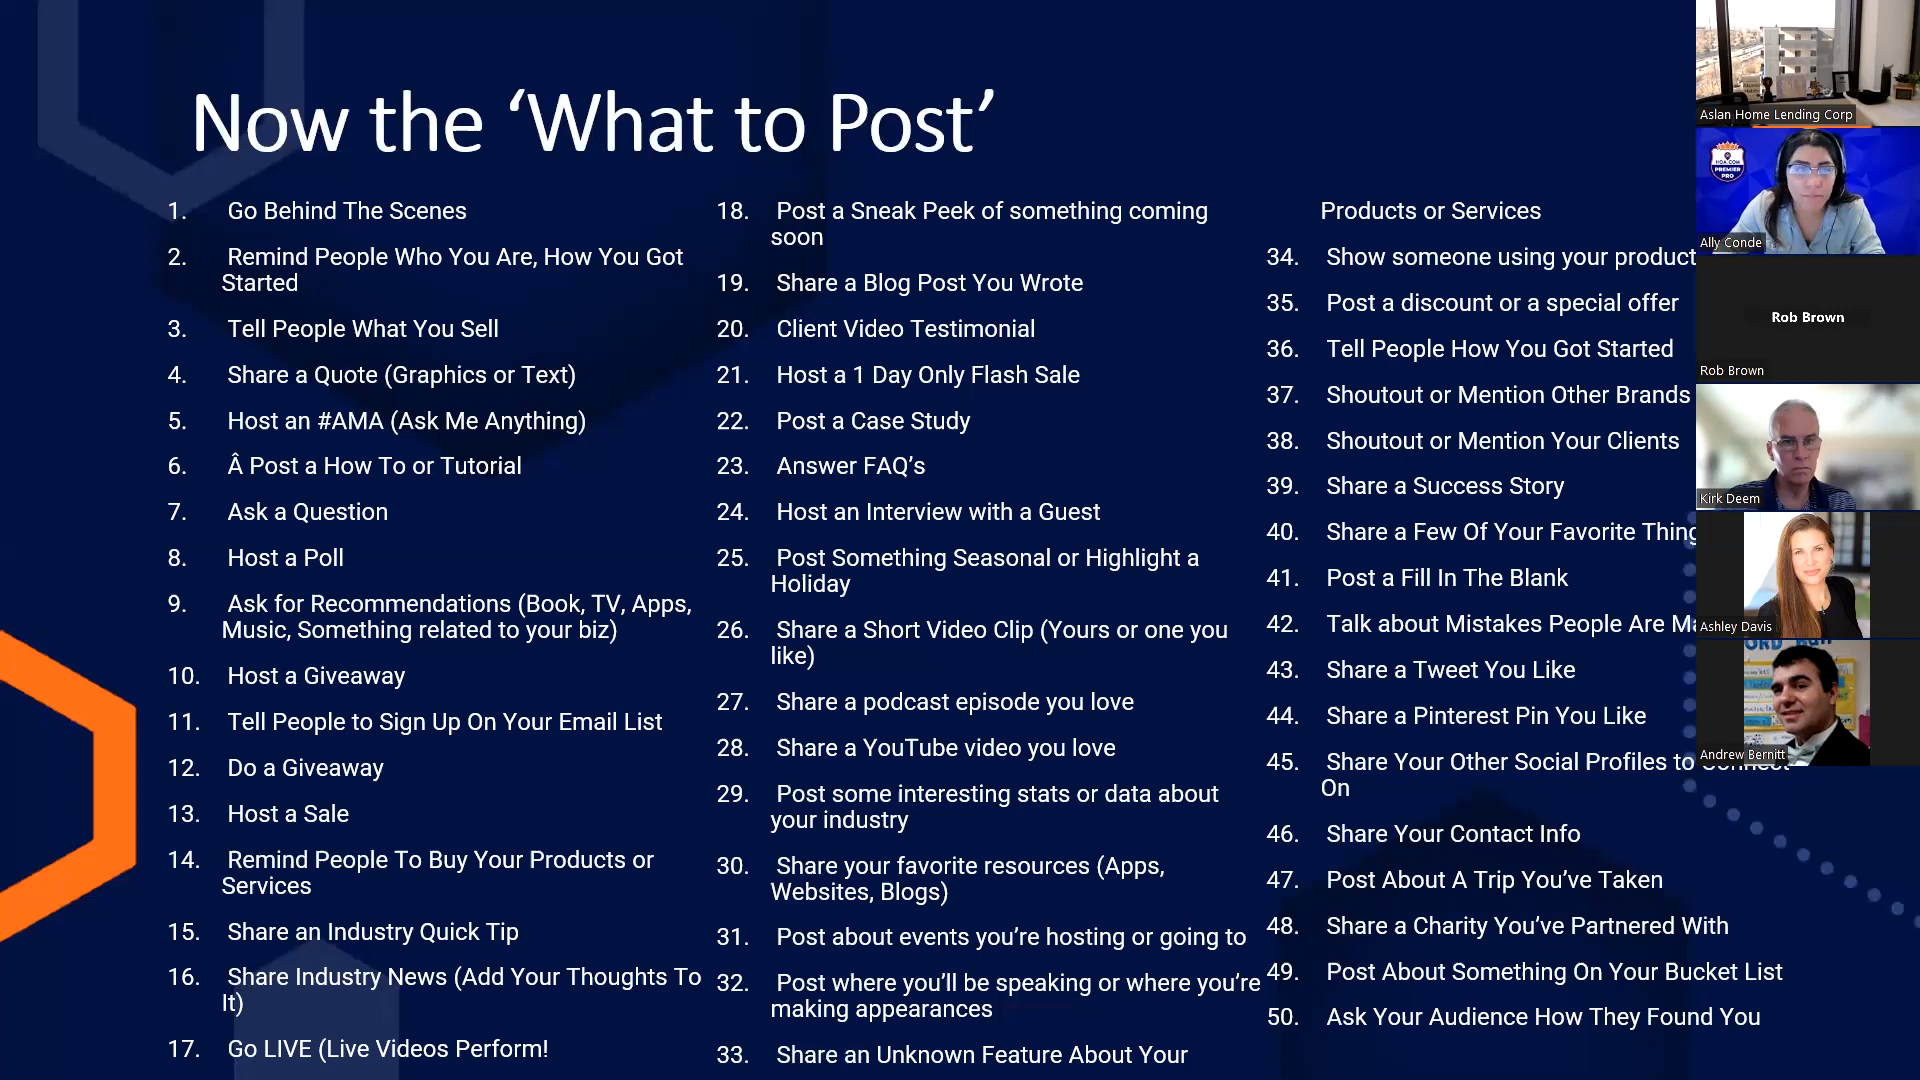 Now the ‘What to Post’
1. Go Behind The Scenes
2. Remind People Who You Are, How You Got
Started
3. Tell People What You Sell
4. Share a Quote (Graphics or Text)
5. Host an #AMA (Ask Me Anything)
6. Â Post a How To or Tutorial
7. Ask a Question
8. Host a Poll
9. Ask for Recommendations (Book, TV, Apps,
Music, Something related to your biz)
10. Host a Giveaway
11. Tell People to Sign Up On Your Email List
12. Do a Giveaway
13. Host a Sale
14. Remind People To Buy Your Products or
Services
15. Share an Industry Quick Tip
16. Share Industry News (Add Your Thoughts To
It)
17. Go LIVE (Live Videos Perform!
18. Post a Sneak Peek of something coming
soon
19. Share a Blog Post You Wrote
20. Client Video Testimonial
21. Host a 1 Day Only Flash Sale
22. Post a Case Study
23. Answer FAQ’s
24. Host an Interview with a Guest
25. Post Something Seasonal or Highlight a
Holiday
26. Share a Short Video Clip (Yours or one you
like)
27. Share a podcast episode you love
28. Share a YouTube video you love
29. Post some interesting stats or data about
your industry
30. Share your favorite resources (Apps,
Websites, Blogs)
31. Post about events you’re hosting or going to
32. Post where you’ll be speaking or where you’re
making appearances
33. Share an Unknown Feature About Your
Products or Services
34. Show someone using your product
35. Post a discount or a special offer
36. Tell People How You Got Started
37. Shoutout or Mention Other Brands
38. Shoutout or Mention Your Clients
39. Share a Success Story
40. Share a Few Of Your Favorite
41. Post a Fill In The Blank
42. Talk about Mistakes People Are
43. Share a Tweet You Like
44. Share a Pinterest Pin You Like
45. Share Your Other Social Profiles to
On
46. Share Your Contact Info
47. Post About A Trip You’ve Taken
48. Share a Charity You’ve Partnered With
49. Post About Something On Your Bucket List
50. Ask Your Audience How They Found You
Aslan Home Lending Corp
HOA.COM
PREMIER
PRO
Ally Conde
Rob Brown
Rob Brown
Kirk Deem
Ashley Davis
Andrew Bernitt